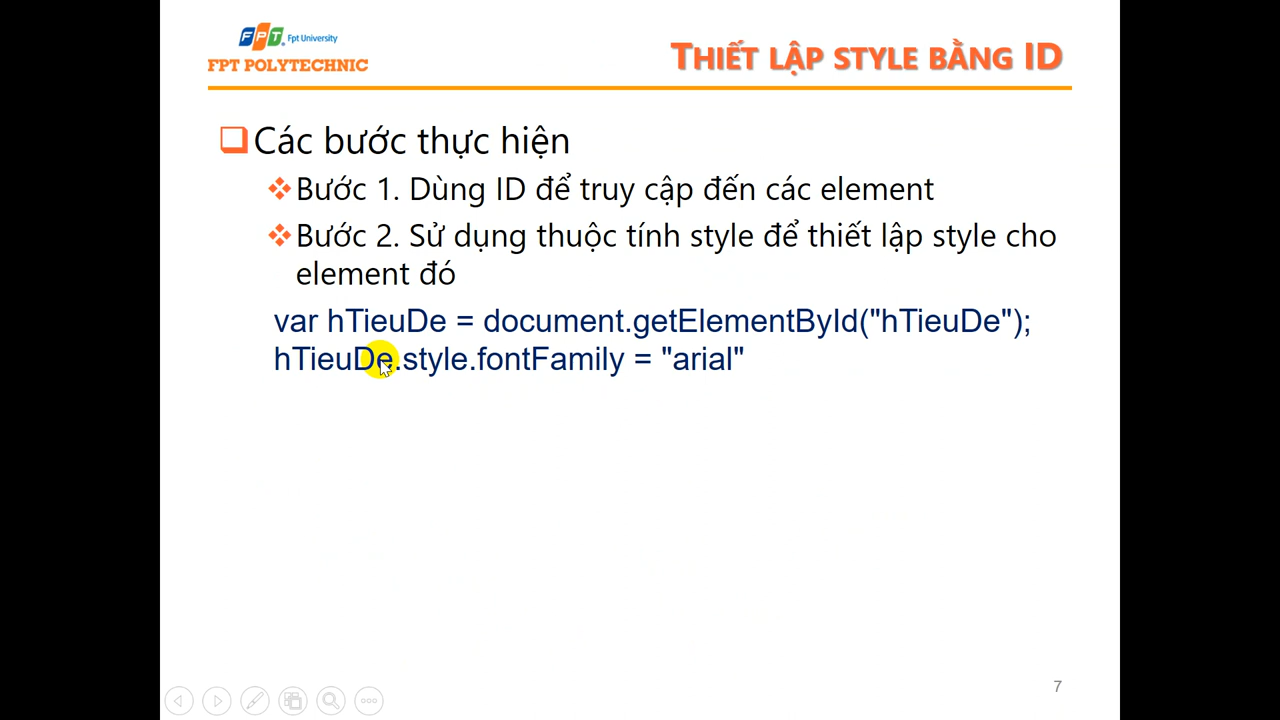 FPT Fpt University
FPT POLYTECHNIC
THIẾT LẬP STYLE BẰNG ID
Các bước thực hiện
Bước 1. Dùng ID để truy cập đến các element
Bước 2. Sử dụng thuộc tính style để thiết lập style cho
element đó
var hTieuDe = document.getElementById("hTieuDe");
hTieuDe.style.fontFamily = "arial"
7